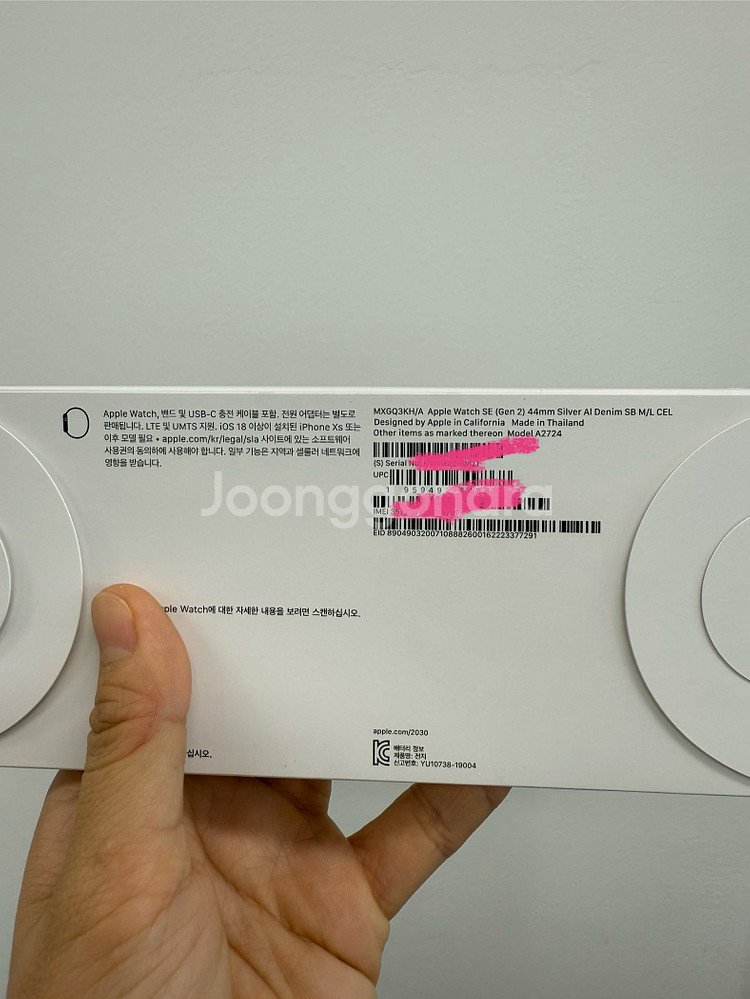 Apple Watch, 밴드 및 USB-C 충전 케이블 포함. 전원 어댑터는 별도로
판매됩니다. LTE 및 UMTS 지원. iOS 18 이상이 설치된 iPhone Xs 또는
이후 모델 필요 • apple.com/kr/legal/sla 사이트에 있는 소프트웨어
사용권의 동의하에 사용해야 합니다. 일부 기능은 지역과 셀룰러 네트워크에
영향을 받습니다.
MXGQ3KH/A Apple Watch SE (Gen 2) 44mm Silver Al Denim SB M/L CEL
Designed by Apple in California Made in Thailand
Other items as marked thereon Model A2724
(S) Serial
UPC
1 95949
IMEI 35
EID 89049032007108882600162223377291
Joonggonara
pple Watch에 대한 자세한 내용을 보려면 스캔하십시오.
십시오.
apple.com/2030
배터리 정보
제품명: 전지
신고번호: YU10738-19004